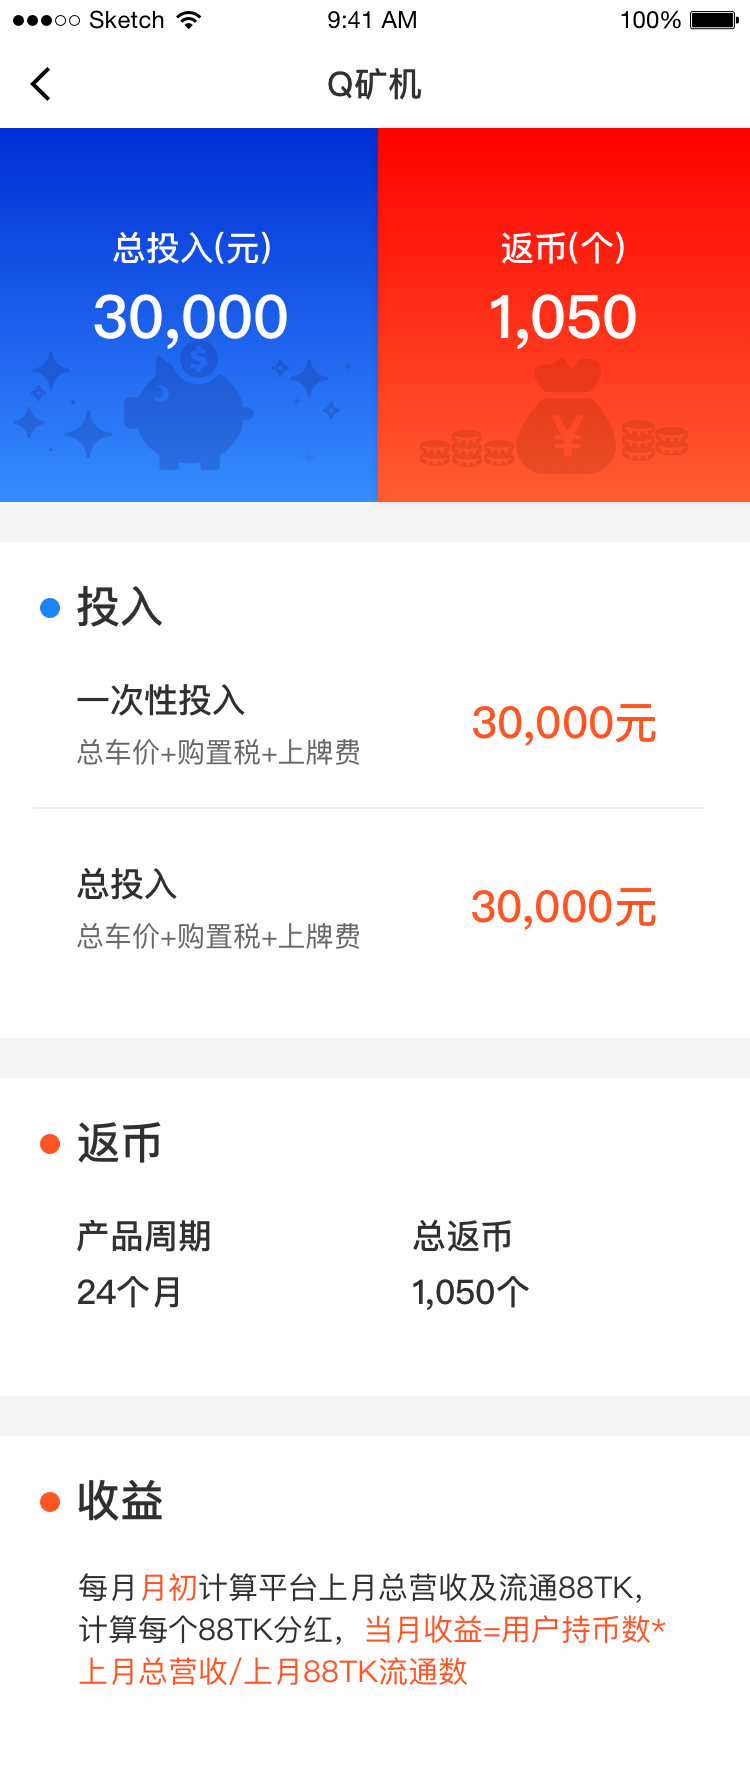 Sketch 9:41 AM 100%
Q矿机
总投入(元) 返币(个)
30,000 1,050
$
¥
投入
一次性投入
总车价+购置税+上牌费
30,000元
总投入
总车价+购置税+上牌费
30,000元
返币
产品周期 总返币
24个月 1,050个
收益
每月月初计算平台上月总营收及流通88TK,
计算每个88TK分红，当月收益=用户持币数*
上月总营收/上月88TK流通数